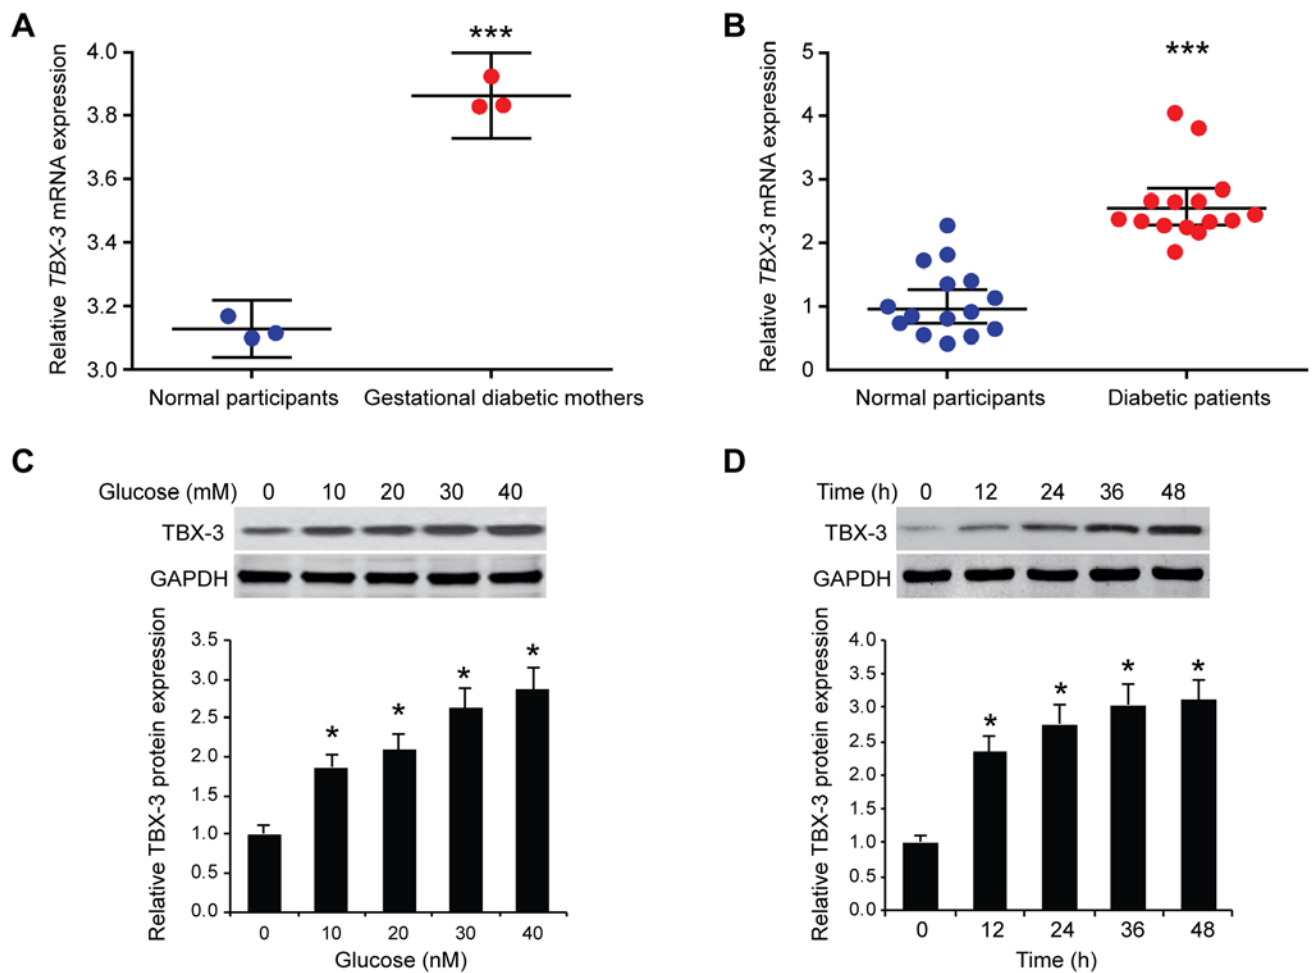 A
Relative TBX-3 mRNA expression
4.0
3.8
3.6
3.4
3.2
3.0
***
Normal participants
Gestational diabetic mothers
B
Relative TBX-3 mRNA expression
5
4
3
2
1
0
***
Normal participants
Diabetic patients
C
Glucose (mM) 0 10 20 30 40
TBX-3
GAPDH
Relative TBX-3 protein expression
3.5
3.0
2.5
2.0
1.5
1.0
0.5
0.0
* * * *
0 10 20 30 40
Glucose (nM)
D
Time (h) 0 12 24 36 48
TBX-3
GAPDH
Relative TBX-3 protein expression
4.0
3.5
3.0
2.5
2.0
1.5
1.0
0.5
0.0
* * * *
0 12 24 36 48
Time (h)